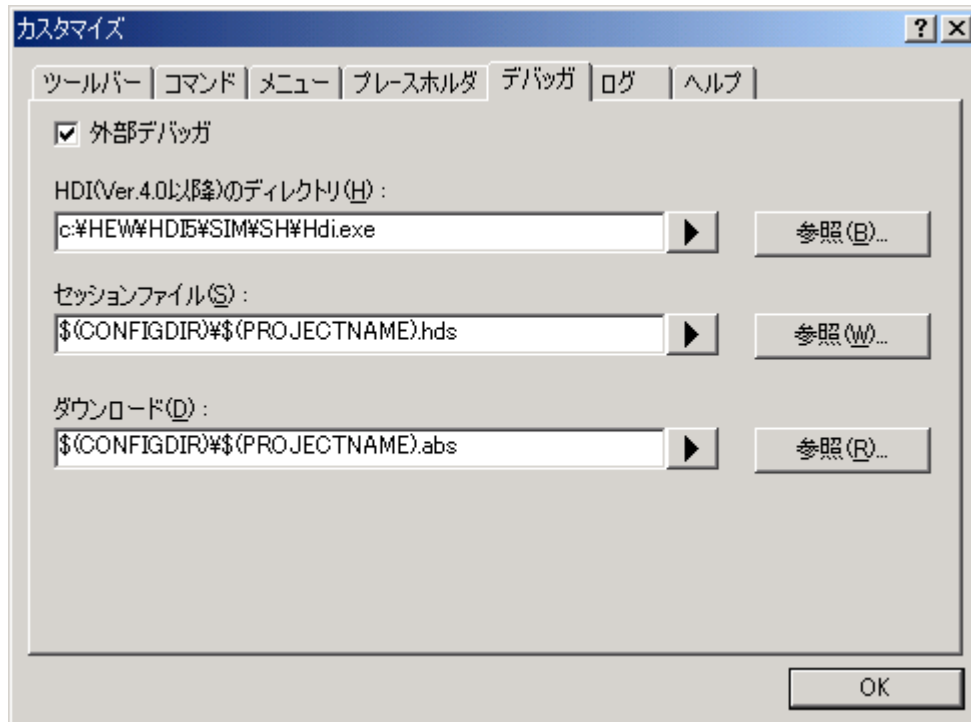 カスタマイズ
ツールバー コマンド メニュー プレースホルダ デバッガ ログ ヘルプ
外部デバッガ
HDI(Ver.4.0以降)のディレクトリ(H) :
c:¥HEW¥HDI5¥SIM¥SH¥Hdi.exe 参照(B)...
セッションファイル(S) :
$(CONFIGDIR)¥$(PROJECTNAME).hds 参照(W)...
ダウンロード(D) :
$(CONFIGDIR)¥$(PROJECTNAME).abs 参照(R)...
OK